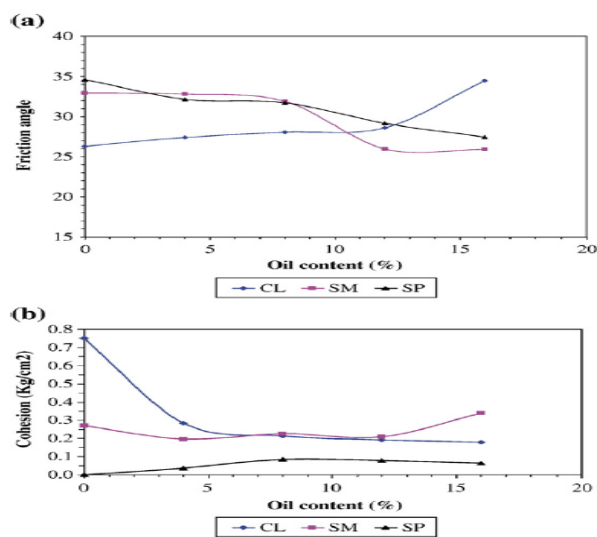 (a)
40
35
30
25
20
15
Friction angle
0 5 10 15 20
Oil content (%)
CL SM SP
(b)
0.8
0.7
0.6
0.5
0.4
0.3
0.2
0.1
0.0
Cohesion (Kg/cm2)
0 5 10 15 20
Oil content (%)
CL SM SP